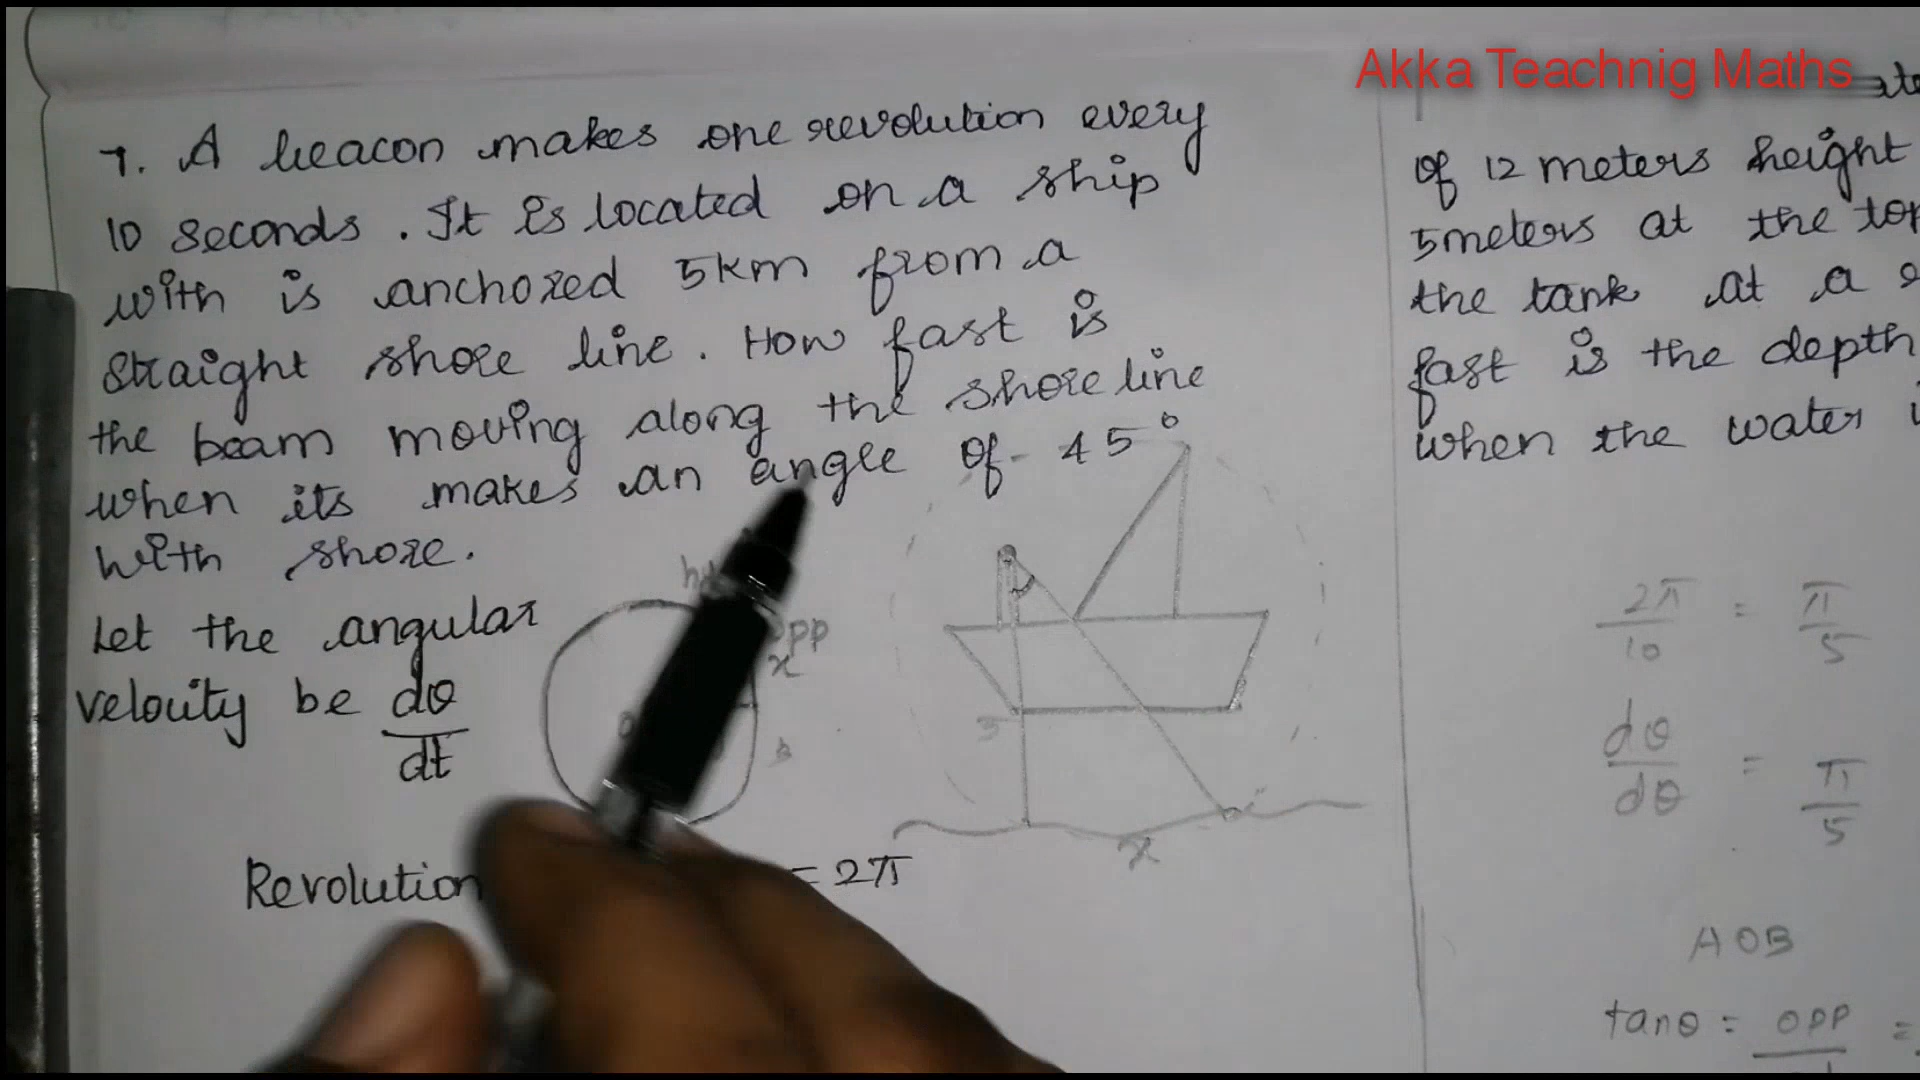 Akka Teachnig Maths
7. A beacon makes one revolution every
10 seconds. It is located on a ship
with is anchored 5km from a
straight shore line. How fast is
the beam moving along the shore line
when its makes an angle of 45°
with shore.
Let the angular
velocity be dθ
dt
opp
x
5
x
Revolution = 2π
of 12 meters height
5meters at the
the tank at a
fast is the depth
when the water
2π = π
10 5
dθ = π
dθ 5
AOB
tanθ = opp =